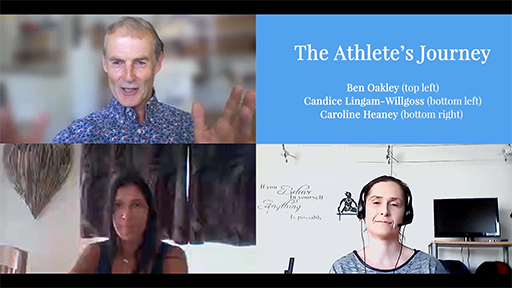 The Athlete's Journey
Ben Oakley (top left)
Candice Lingam-Willgoss (bottom left)
Caroline Heaney (bottom right)
If you
Believe
in yourself
Anything
Is possible